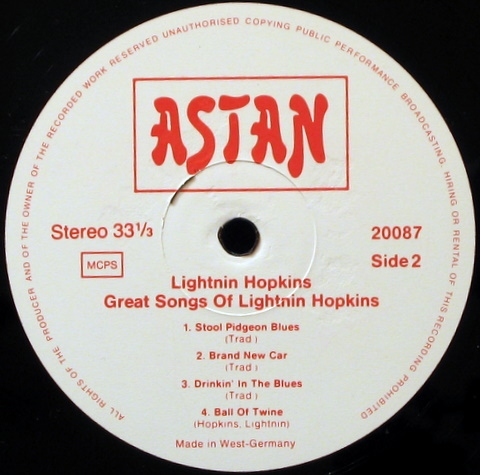 ALL RIGHTS OF THE PRODUCER AND OF THE OWNER OF THE RECORDED WORK RESERVED UNAUTHORISED COPYING PUBLIC PERFORMANCE BROADCASTING, HIRING OR RENTAL OF THIS RECORDING PROHIBITED
ASTAN
Stereo 33 1/3
20087
MCPS
Side 2
Lightnin Hopkins
Great Songs Of Lightnin Hopkins
1. Stool Pidgeon Blues
(Trad)
2. Brand New Car
(Trad)
3. Drinkin' In The Blues
(Trad)
4. Ball Of Twine
(Hopkins, Lightnin)
Made in West-Germany